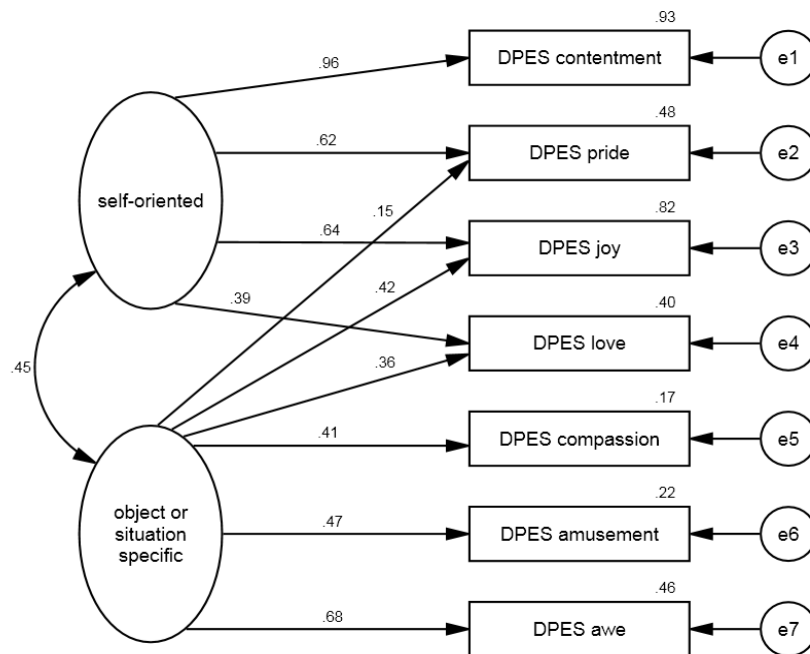 .93
.96
DPES contentment
e1
.48
.62
DPES pride
e2
self-oriented
.15
.82
.64
DPES joy
e3
.42
.40
.39
DPES love
e4
.36
.45
.17
.41
DPES compassion
e5
object or
situation
specific
.22
.47
DPES amusement
e6
.46
.68
DPES awe
e7